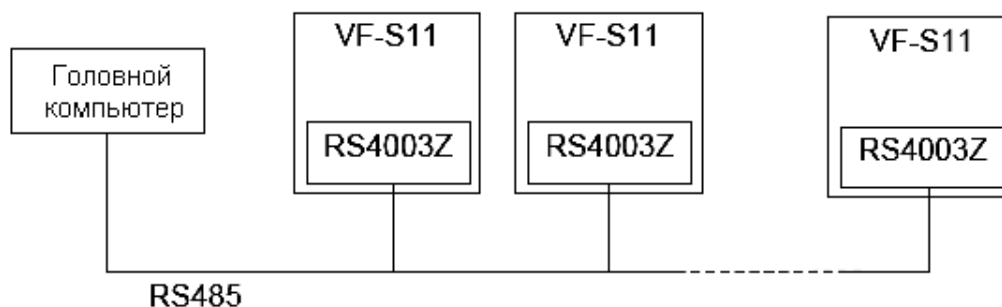 VF-S11
VF-S11
VF-S11
Головной
компьютер
RS4003Z
RS4003Z
RS4003Z
RS485